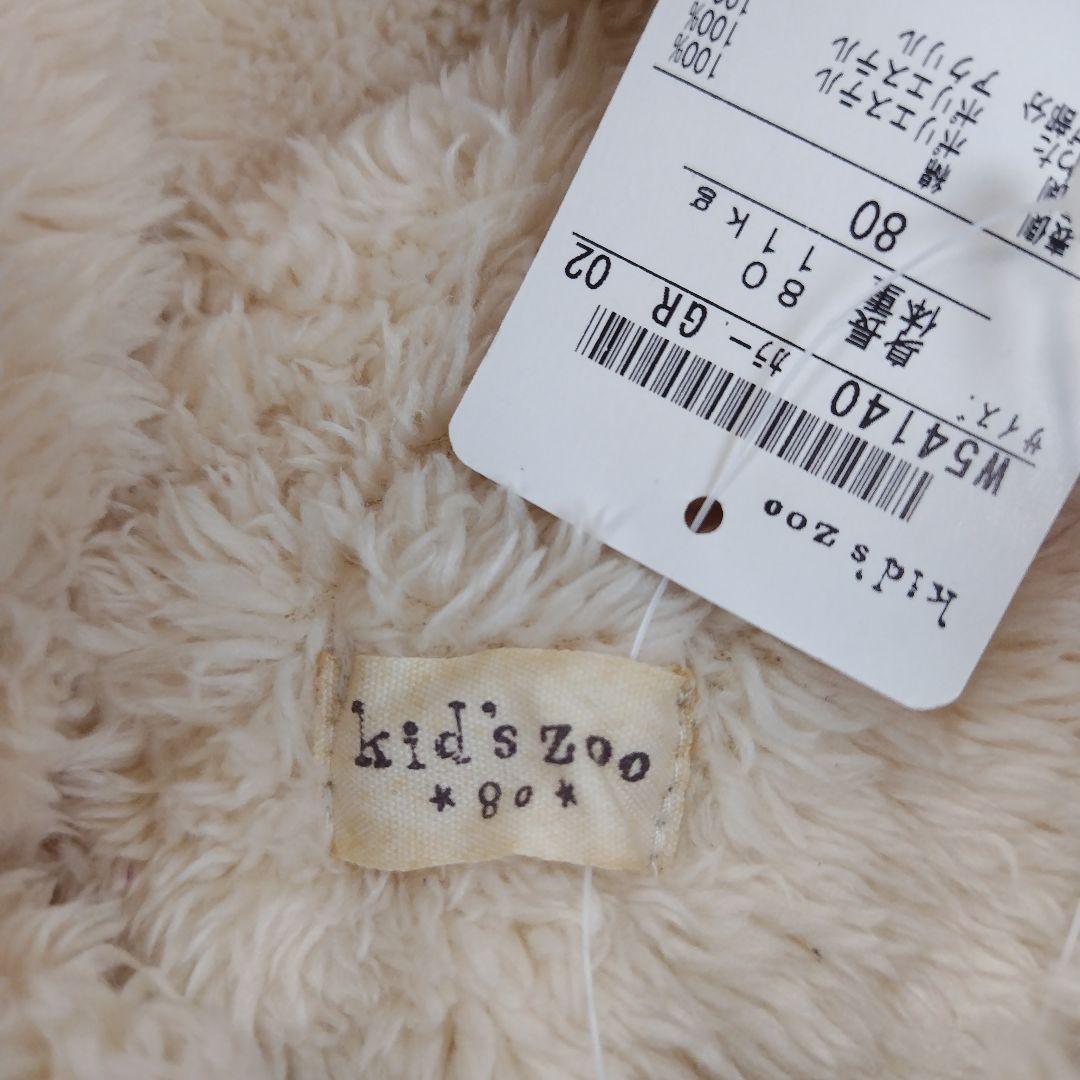 kid's zoo
W54140 カラー GR 02
サイズ.
身長 80
体重 11kg
80
綿 100%
ポリエステル 100%
ポリエステル
アクリル
kid's zoo
★ 80 ★